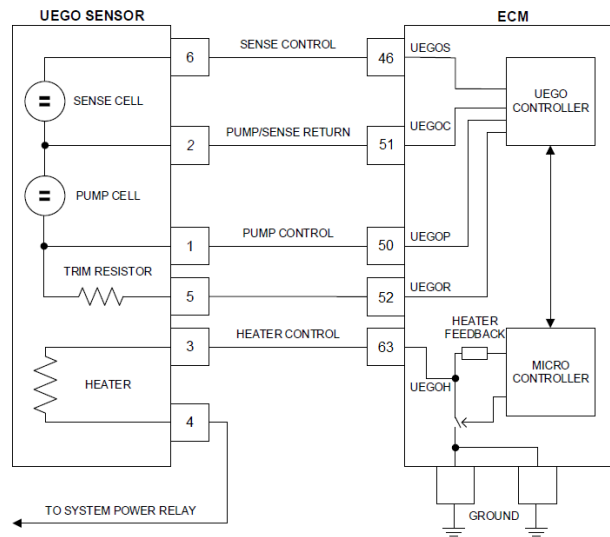 UEGO SENSOR
ECM
6
SENSE CONTROL
46
UEGOS
SENSE CELL
UEGO
CONTROLLER
2
PUMP/SENSE RETURN
51
UEGOC
PUMP CELL
1
PUMP CONTROL
50
UEGOP
TRIM RESISTOR
5
52
UEGOR
3
HEATER CONTROL
63
HEATER
FEEDBACK
MICRO
CONTROLLER
UEGOH
HEATER
4
TO SYSTEM POWER RELAY
GROUND